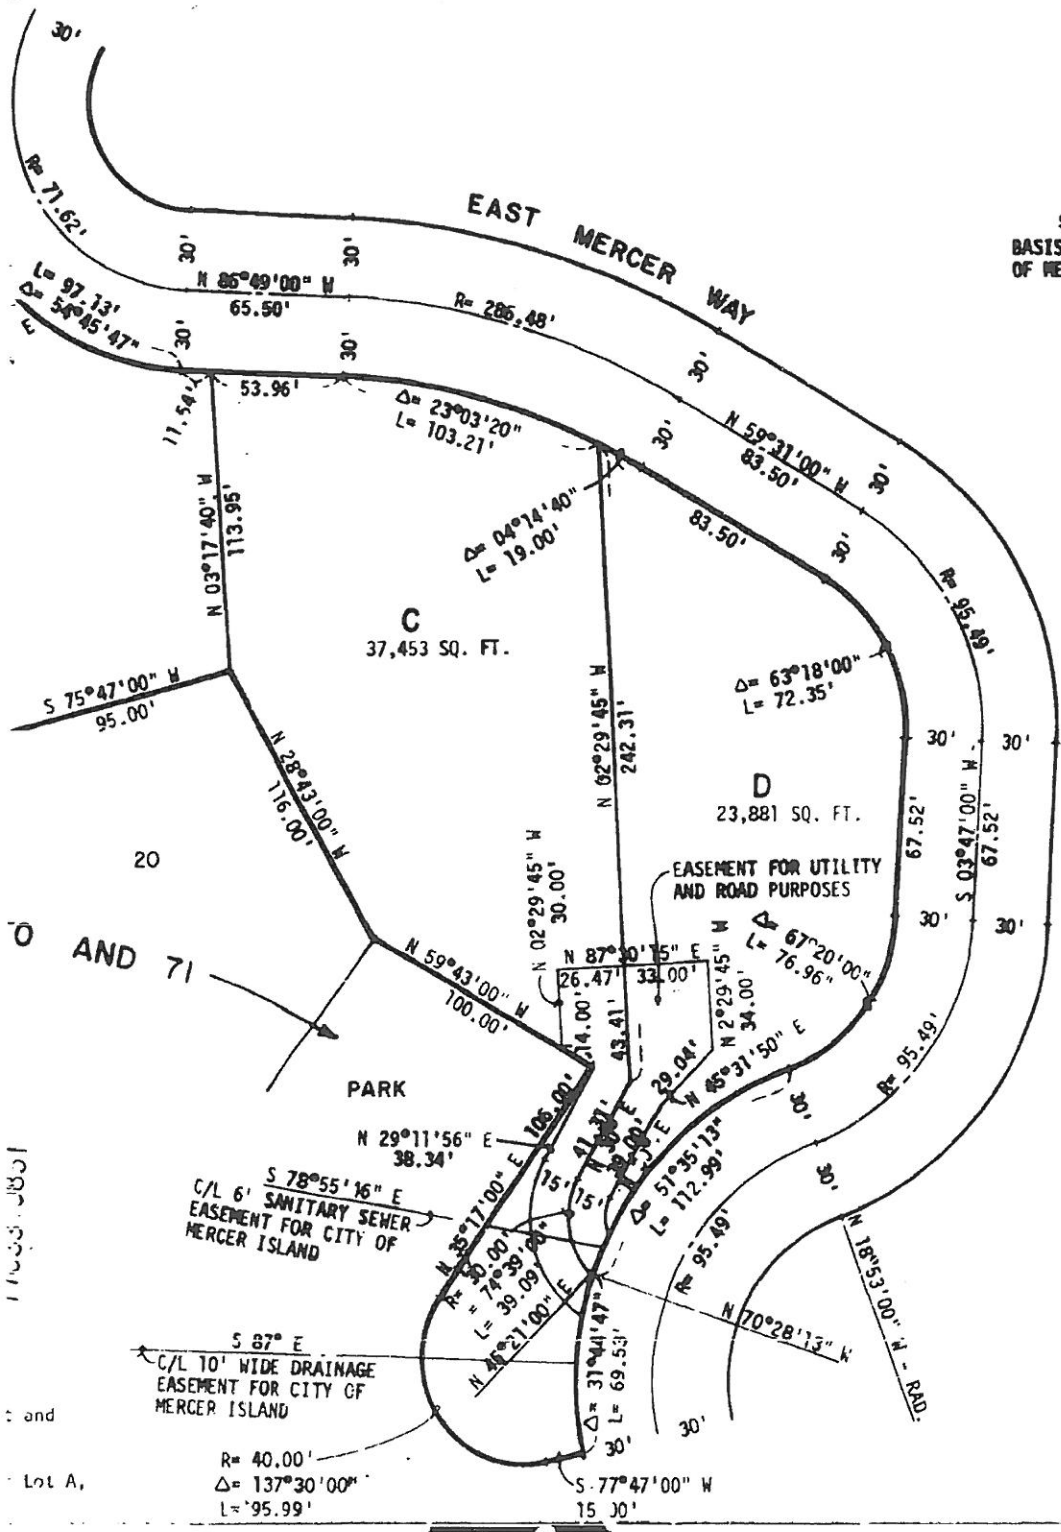 30'
R= 71.62'
EAST MERCER WAY
BASIS
OF ME
30'
30'
N 86°49'00" W
65.50'
R= 286.48'
L= 97.13'
Δ= 54°45'47"
E
30'
30'
11.54'
53.96'
Δ= 23°03'20"
L= 103.21'
30'
30'
N 59°31'00" W
83.50'
30'
Δ= 04°14'40"
L= 19.00'
83.50'
30'
N 03°17'40" W
113.95'
R= 95.49'
C
37,453 SQ. FT.
Δ= 63°18'00"
L= 72.35'
S 75°47'00" W
95.00'
N 02°29'45" W
242.31'
30'
30'
N 28°43'00" W
116.00'
D
23,881 SQ. FT.
67.52'
S 03°47'00" W
67.52'
20
EASEMENT FOR UTILITY
AND ROAD PURPOSES
N 02°29'45" W
30.00'
30'
30'
Δ= 67°20'00"
L= 76.96'
AND 71
N 59°43'00" W
100.00'
26.47'
33.00'
N 2°29'45" W
34.00'
14.00'
43.41'
29.04'
N 45°31'50" E
R= 95.49'
PARK
106.00'
30'
N 29°11'56" E
38.34'
41.37'
N 35°17'00" E
15'
15'
Δ= 51°35'13"
L= 112.99'
30'
S 78°55'16" E
C/L 6' SANITARY SEWER
EASEMENT FOR CITY OF
MERCER ISLAND
R= 30.00'
= 74°39'00"
L= 39.09'
R= 95.49'
N 18°53'00" W - RAD.
N 46°21'00" E
N 70°28'13" W
S 87° E
C/L 10' WIDE DRAINAGE
EASEMENT FOR CITY OF
MERCER ISLAND
Δ= 31°44'47"
L= 69.53'
and
30'
30'
Lot A,
R= 40.00'
Δ= 137°30'00"
L= 95.99'
S 77°47'00" W